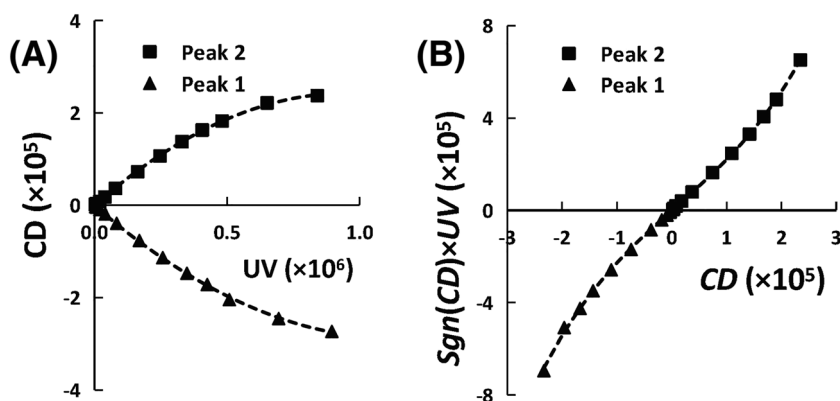 (A)
Peak 2
Peak 1
CD (×10⁵)
4
2
0
-2
-4
0.0
0.5
1.0
UV (×10⁶)
(B)
Peak 2
Peak 1
Sgn(CD)×UV (×10⁵)
8
4
0
-4
-8
-3
-2
-1
0
1
2
3
CD (×10⁵)